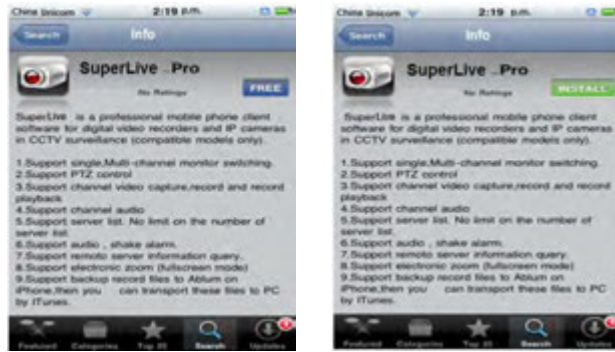 China Unicom 2:19 p.m.
Search Info
SuperLive Pro
No Ratings
FREE
SuperLive is a professional mobile phone client
software for digital video recorders and IP cameras
in CCTV surveillance (compatible models only).
1.Support single,Multi-channel monitor switching.
2.Support PTZ control
3.Support channel video capture,record and record
playback
4.Support channel audio
5.Support server list. No limit on the number of
server list.
6.Support audio , shake alarm.
7.Support remote server information query.
8.Support electronic zoom (fullscreen mode)
9.Support backup record files to Ablum on
iPhone,then you can transport these files to PC
by ITunes.
Featured Categories Top 25 Search Updates
China Unicom 2:19 p.m.
Search Info
SuperLive Pro
No Ratings
INSTALL
SuperLive is a professional mobile phone client
software for digital video recorders and IP cameras
in CCTV surveillance (compatible models only).
1.Support single,Multi-channel monitor switching.
2.Support PTZ control
3.Support channel video capture,record and record
playback
4.Support channel audio
5.Support server list. No limit on the number of
server list.
6.Support audio , shake alarm.
7.Support remote server information query.
8.Support electronic zoom (fullscreen mode)
9.Support backup record files to Ablum on
iPhone,then you can transport these files to PC
by ITunes.
Featured Categories Top 25 Search Updates